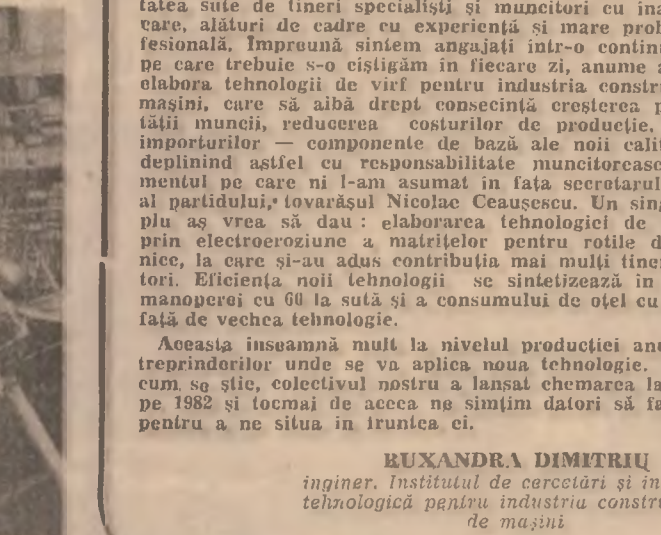 tatea sute de tineri specialiști și muncitori cu ina
care, alături de cadre cu experiență și mare prob
fesională. Împreună sîntem angajați într-o contin
pe care trebuie s-o cîștigăm în fiecare zi, anume a
elabora tehnologii de vîrf pentru industria constru
mașini, care să aibă drept consecință creșterea p
tății muncii, reducerea costurilor de producție,
importurilor — componente de bază ale noii calit
deplinind astfel cu responsabilitate muncitoreasc
mentul pe care ni l-am asumat în fața secretarul
al partidului, tovarășul Nicolae Ceaușescu. Un sing
plu aș vrea să dau : elaborarea tehnologiei de
prin electroeroziune a matrițelor pentru roțile d
nice, la care și-au adus contribuția mai mulți tine
tori. Eficiența noii tehnologii se sintetizează în
manoperei cu 60 la sută și a consumului de oțel cu
față de vechea tehnologie.
Aceasta înseamnă mult la nivelul producției anu
treprinderilor unde se va aplica noua tehnologie.
cum se știe, colectivul nostru a lansat chemarea la
pe 1982 și tocmai de aceea ne simțim datori să fa
pentru a ne situa în fruntea ei.
RUXANDRA DIMITRIU
inginer, Institutul de cercetări și in
tehnologică pentru industria constru
de mașini